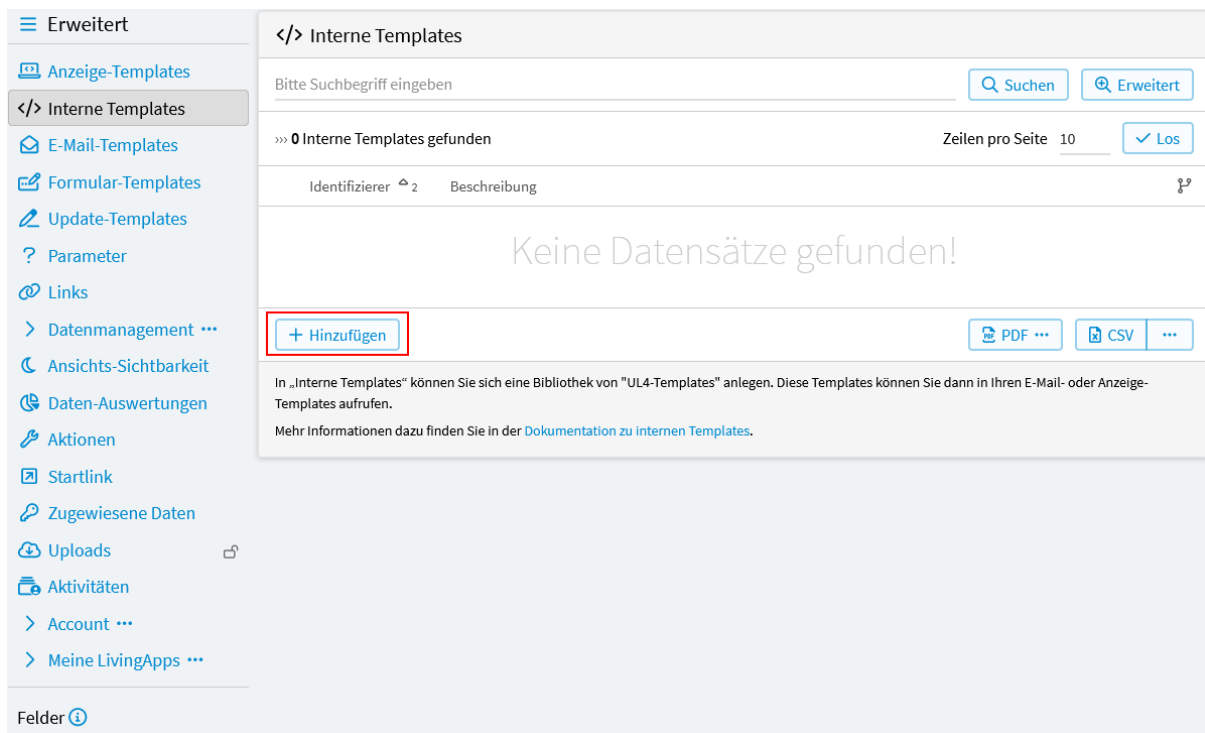 Erweitert
Anzeige-Templates
Interne Templates
E-Mail-Templates
Formular-Templates
Update-Templates
Parameter
Links
Datenmanagement
Ansichts-Sichtbarkeit
Daten-Auswertungen
Aktionen
Startlink
Zugewiesene Daten
Uploads
Aktivitäten
Account
Meine LivingApps
Felder
Interne Templates
Bitte Suchbegriff eingeben
Suchen Erweitert
››› 0 Interne Templates gefunden Zeilen pro Seite 10 Los
Identifizierer 2 Beschreibung
Keine Datensätze gefunden!
+ Hinzufügen PDF ••• CSV •••
In „Interne Templates“ können Sie sich eine Bibliothek von "UL4-Templates" anlegen. Diese Templates können Sie dann in Ihren E-Mail- oder Anzeige-
Templates aufrufen.
Mehr Informationen dazu finden Sie in der Dokumentation zu internen Templates.